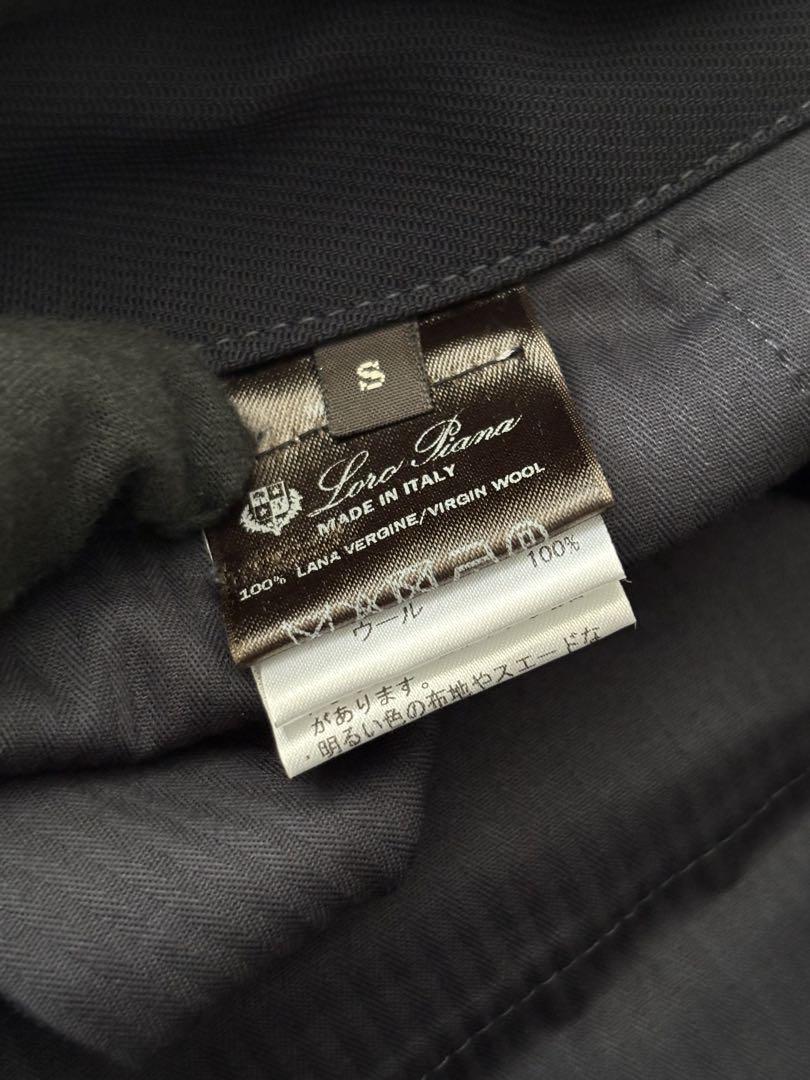 S
Loro Piana
MADE IN ITALY
100% LANA VERGINE/VIRGIN WOOL
ウール 100%
があります。
・明るい色の布地やスエードな